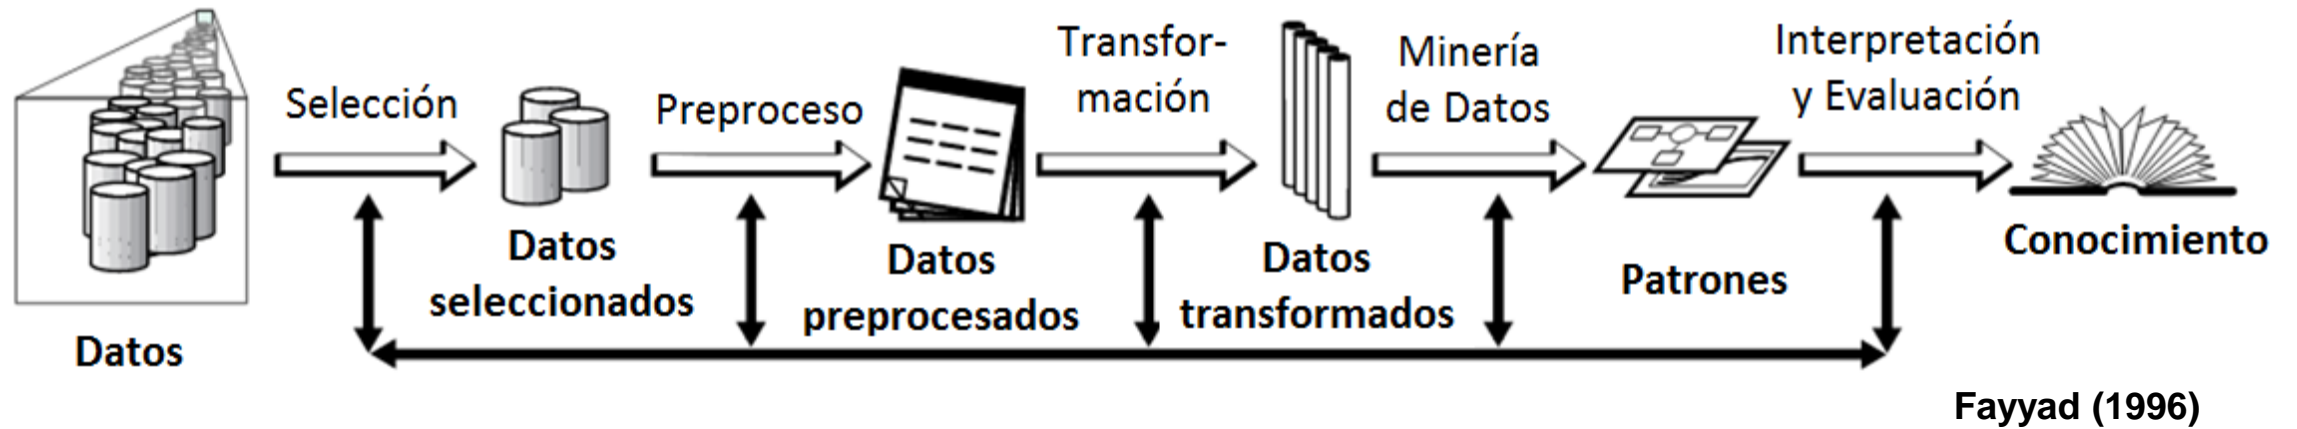 Selección
Preproceso
Transfor-
mación
Minería
de Datos
Interpretación
y Evaluación
Datos
Datos
seleccionados
Datos
preprocesados
Datos
transformados
Patrones
Conocimiento
Fayyad (1996)